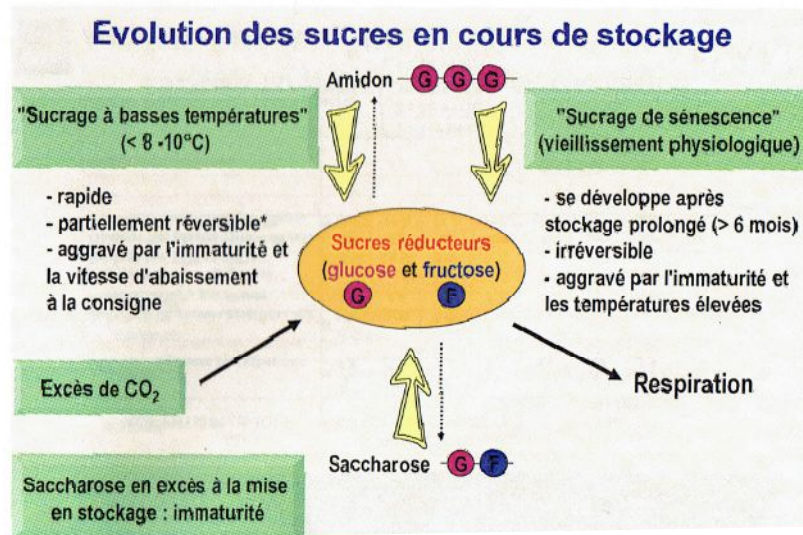 Evolution des sucres en cours de stockage
Amidon G G G
"Sucrage à basses températures"
(< 8 -10°C)
"Sucrage de sénescence"
(vieillissement physiologique)
- rapide
- partiellement réversible*
- aggravé par l'immaturité et
la vitesse d'abaissement
à la consigne
Sucres réducteurs
(glucose et fructose)
G F
- se développe après
stockage prolongé (> 6 mois)
- irréversible
- aggravé par l'immaturité et
les températures élevées
Excès de CO2
Respiration
Saccharose G F
Saccharose en excès à la mise
en stockage : immaturité